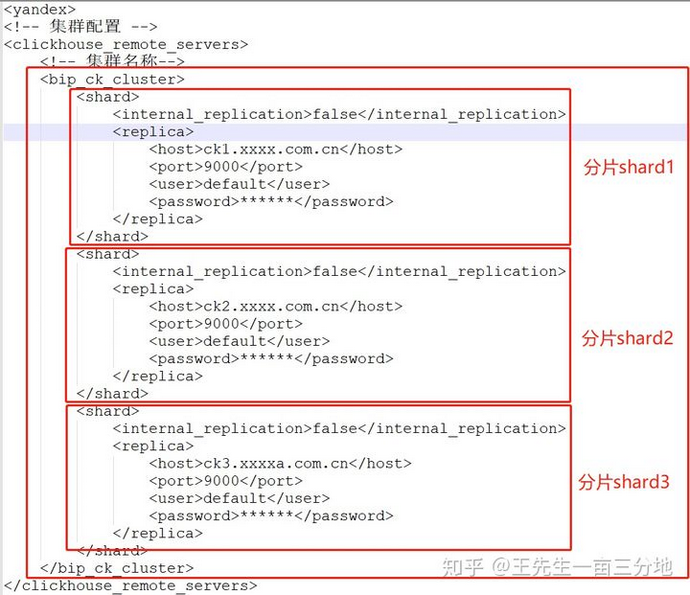 <yandex>
<!-- 集群配置 -->
<clickhouse_remote_servers>
<!-- 集群名称-->
<bip_ck_cluster>
<shard>
<internal_replication>false</internal_replication>
<replica>
<host>ck1.xxxx.com.cn</host>
<port>9000</port>
<user>default</user>
<password>******</password>
</replica>
</shard>
分片shard1
<shard>
<internal_replication>false</internal_replication>
<replica>
<host>ck2.xxxx.com.cn</host>
<port>9000</port>
<user>default</user>
<password>******</password>
</replica>
</shard>
分片shard2
<shard>
<internal_replication>false</internal_replication>
<replica>
<host>ck3.xxxxa.com.cn</host>
<port>9000</port>
<user>default</user>
<password>******</password>
</replica>
</shard>
分片shard3
</bip_ck_cluster>
</clickhouse_remote_servers>
知乎 @王先生一亩三分地